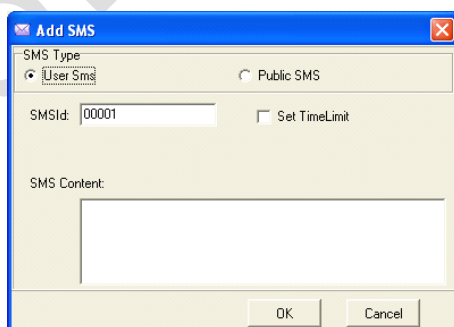 Add SMS
SMS Type
User Sms
Public SMS
SMSId: 00001
Set TimeLimit
SMS Content:
OK
Cancel